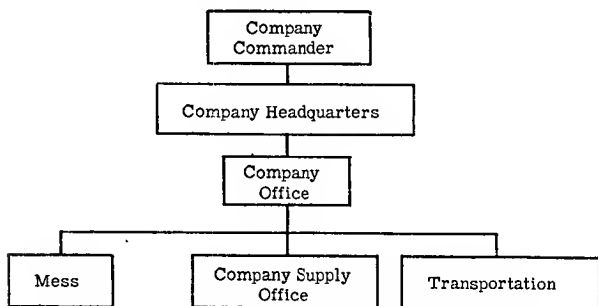 Company
Commander
Company Headquarters
Company
Office
Mess
Company Supply
Office
Transportation